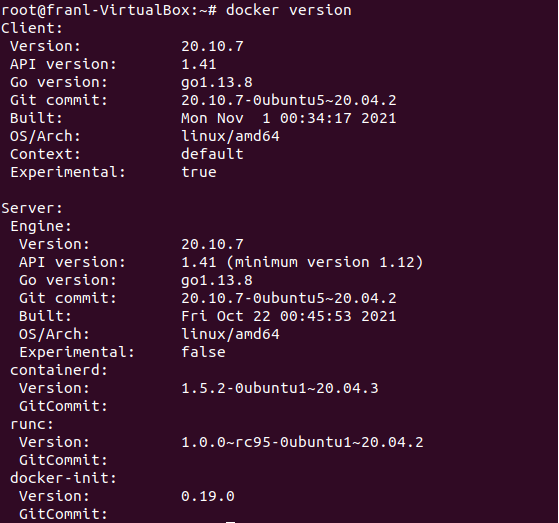 root@franl-VirtualBox:~# docker version
Client:
 Version:           20.10.7
 API version:       1.41
 Go version:        go1.13.8
 Git commit:        20.10.7-0ubuntu5~20.04.2
 Built:             Mon Nov  1 00:34:17 2021
 OS/Arch:           linux/amd64
 Context:           default
 Experimental:      true

Server:
 Engine:
  Version:          20.10.7
  API version:      1.41 (minimum version 1.12)
  Go version:       go1.13.8
  Git commit:       20.10.7-0ubuntu5~20.04.2
  Built:            Fri Oct 22 00:45:53 2021
  OS/Arch:          linux/amd64
  Experimental:     false
 containerd:
  Version:          1.5.2-0ubuntu1~20.04.3
  GitCommit:
 runc:
  Version:          1.0.0~rc95-0ubuntu1~20.04.2
  GitCommit:
 docker-init:
  Version:          0.19.0
  GitCommit: